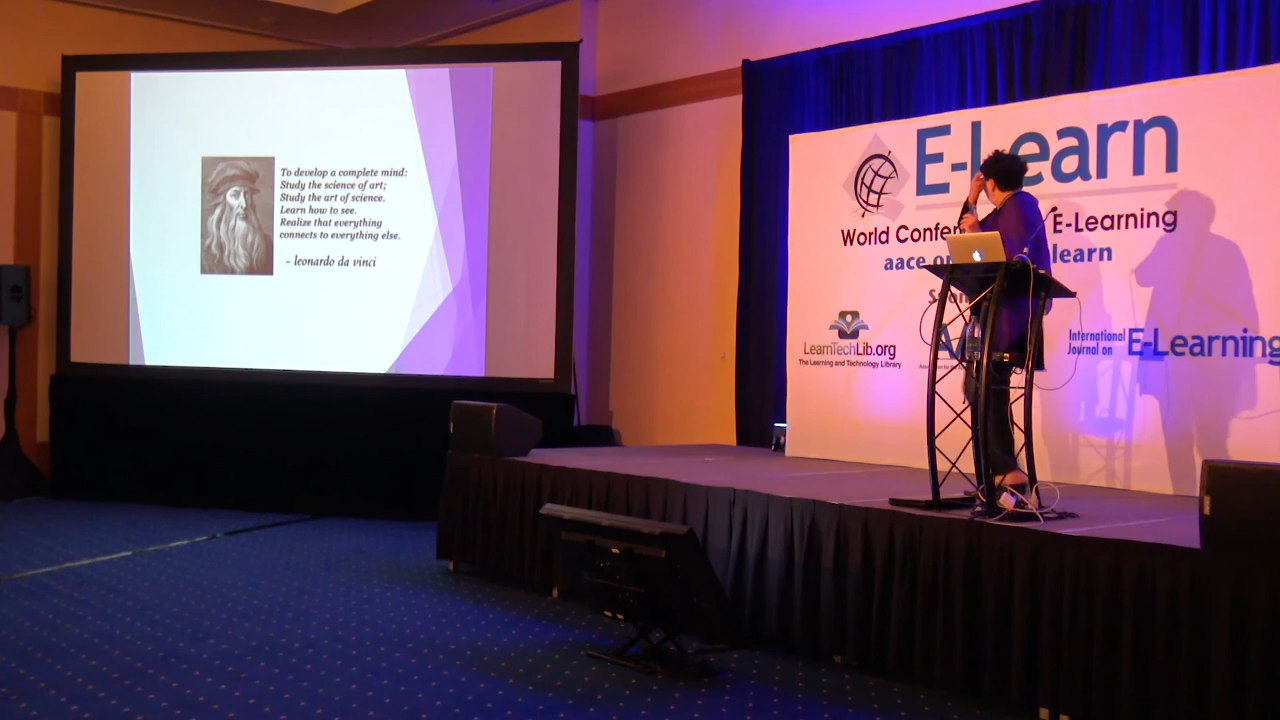 To develop a complete mind:
Study the science of art;
Study the art of science.
Learn how to see.
Realize that everything
connects to everything else.
– leonardo da vinci
E-Learn
World E-Learning
aace learn
LearnTechLib.org
The Learning and Technology Library
International
Journal on
E-Learning